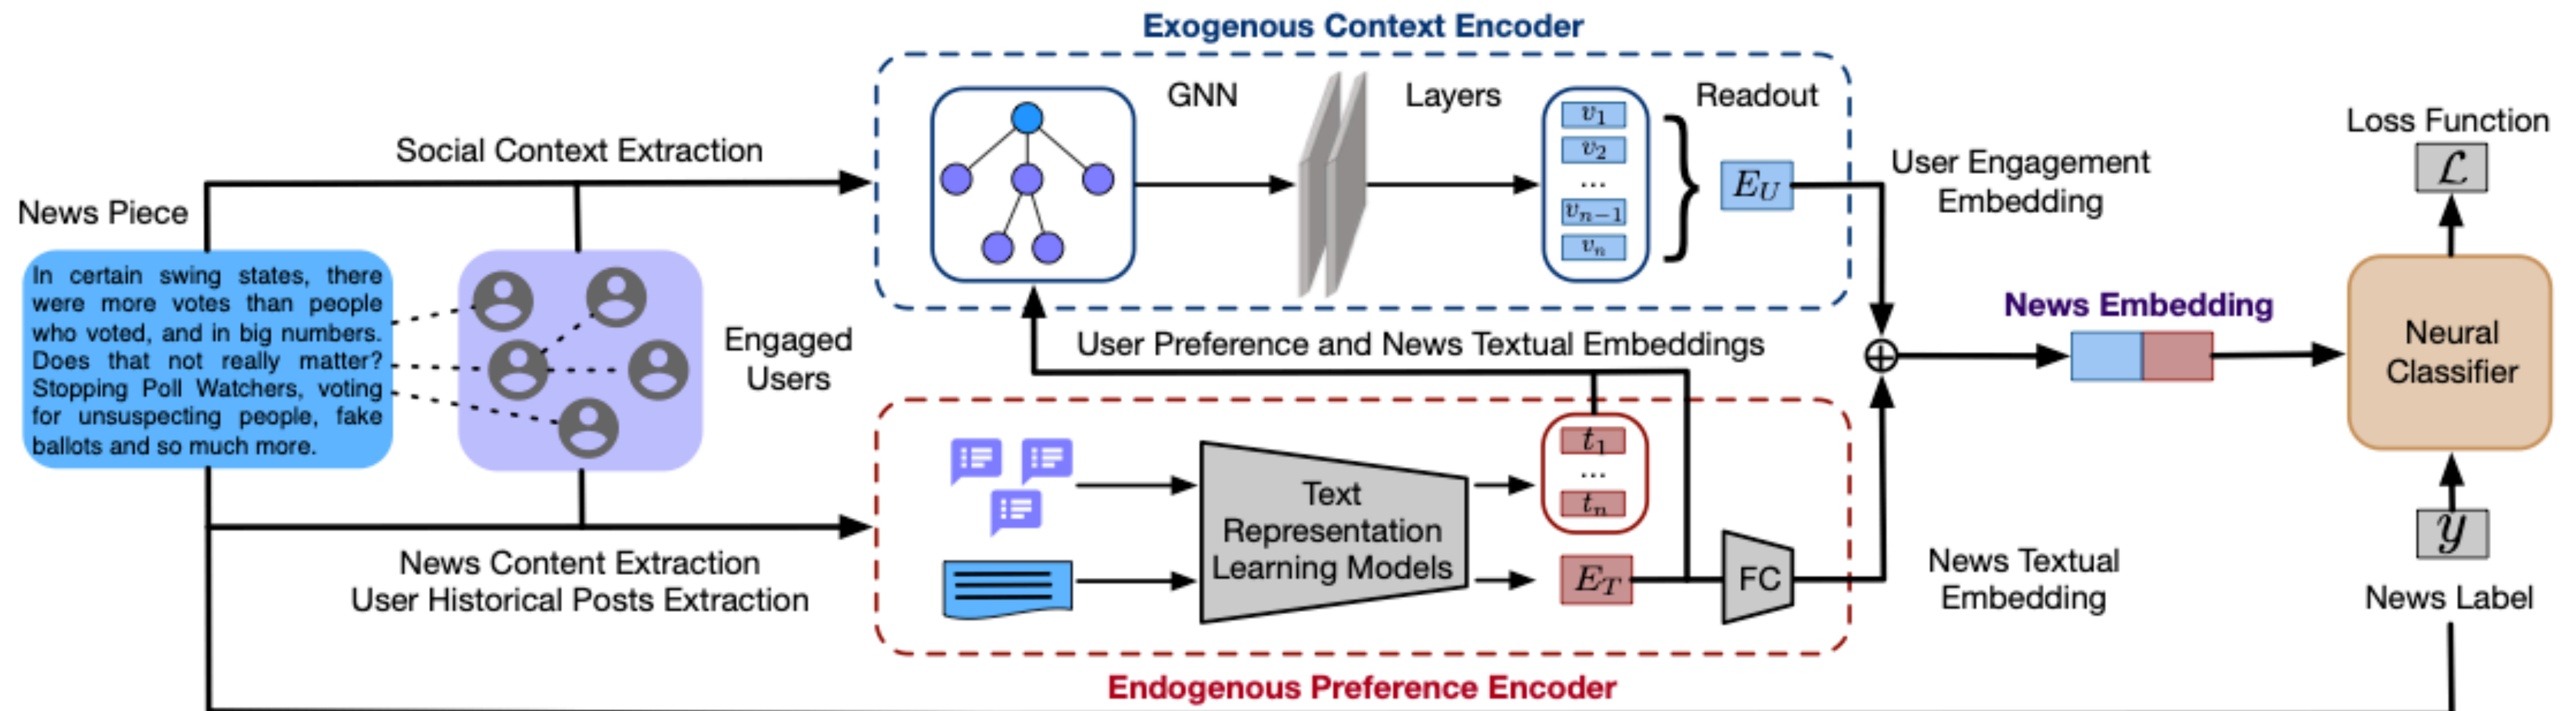 Exogenous Context Encoder
GNN
Layers
Readout
v1
v2
...
vn−1
vn
EU
Social Context Extraction
News Piece
In certain swing states, there
were more votes than people
who voted, and in big numbers.
Does that not really matter?
Stopping Poll Watchers, voting
for unsuspecting people, fake
ballots and so much more.
Engaged
Users
User Engagement
Embedding
Loss Function
ℒ
User Preference and News Textual Embeddings
News Embedding
⊕
Neural
Classifier
News Content Extraction
User Historical Posts Extraction
Text
Representation
Learning Models
t1
...
tn
ET
FC
News Textual
Embedding
y
News Label
Endogenous Preference Encoder